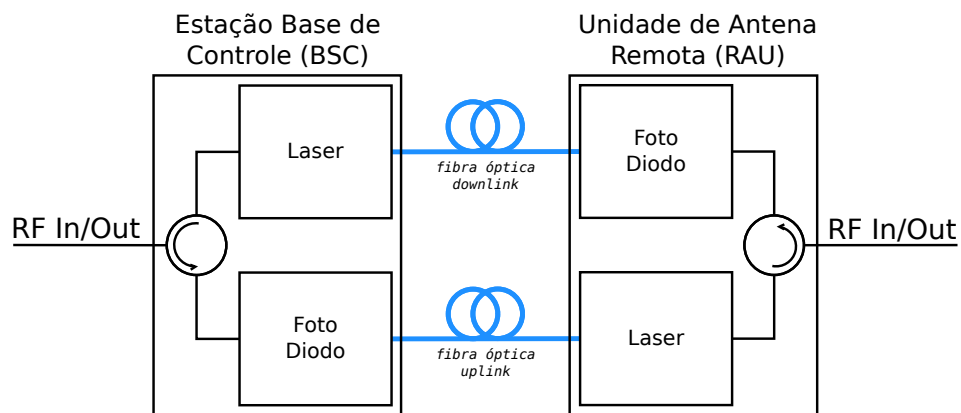 Estação Base de
Controle (BSC)
Unidade de Antena
Remota (RAU)
Laser
fibra óptica
downlink
Foto
Diodo
RF In/Out
RF In/Out
Foto
Diodo
fibra óptica
uplink
Laser